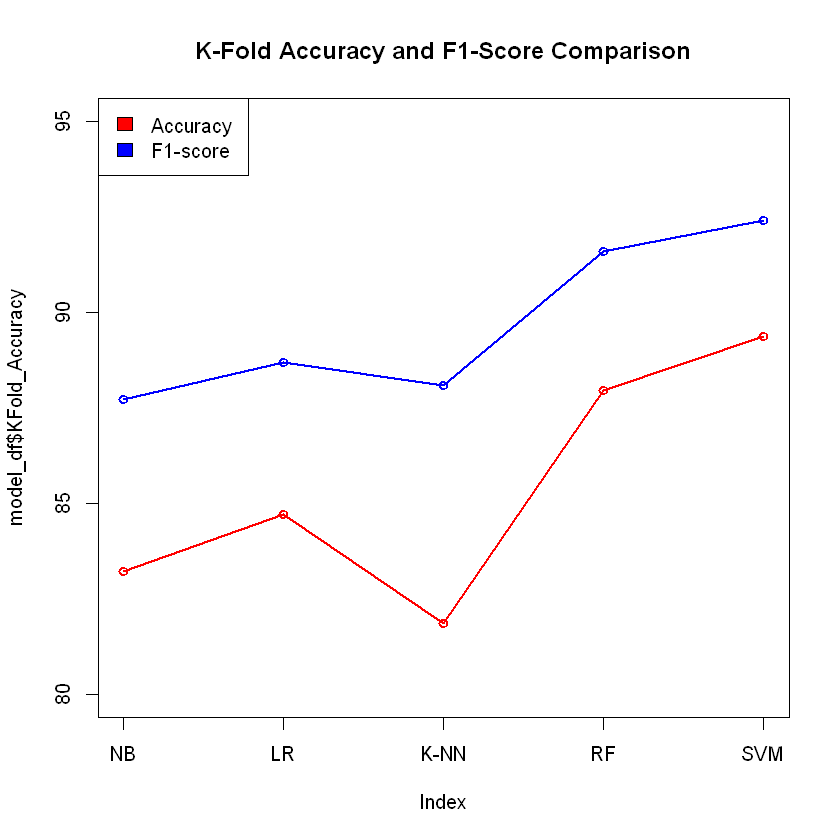 K-Fold Accuracy and F1-Score Comparison
Accuracy
F1-score
model_df$KFold_Accuracy
95
90
85
80
NB LR K-NN RF SVM
Index